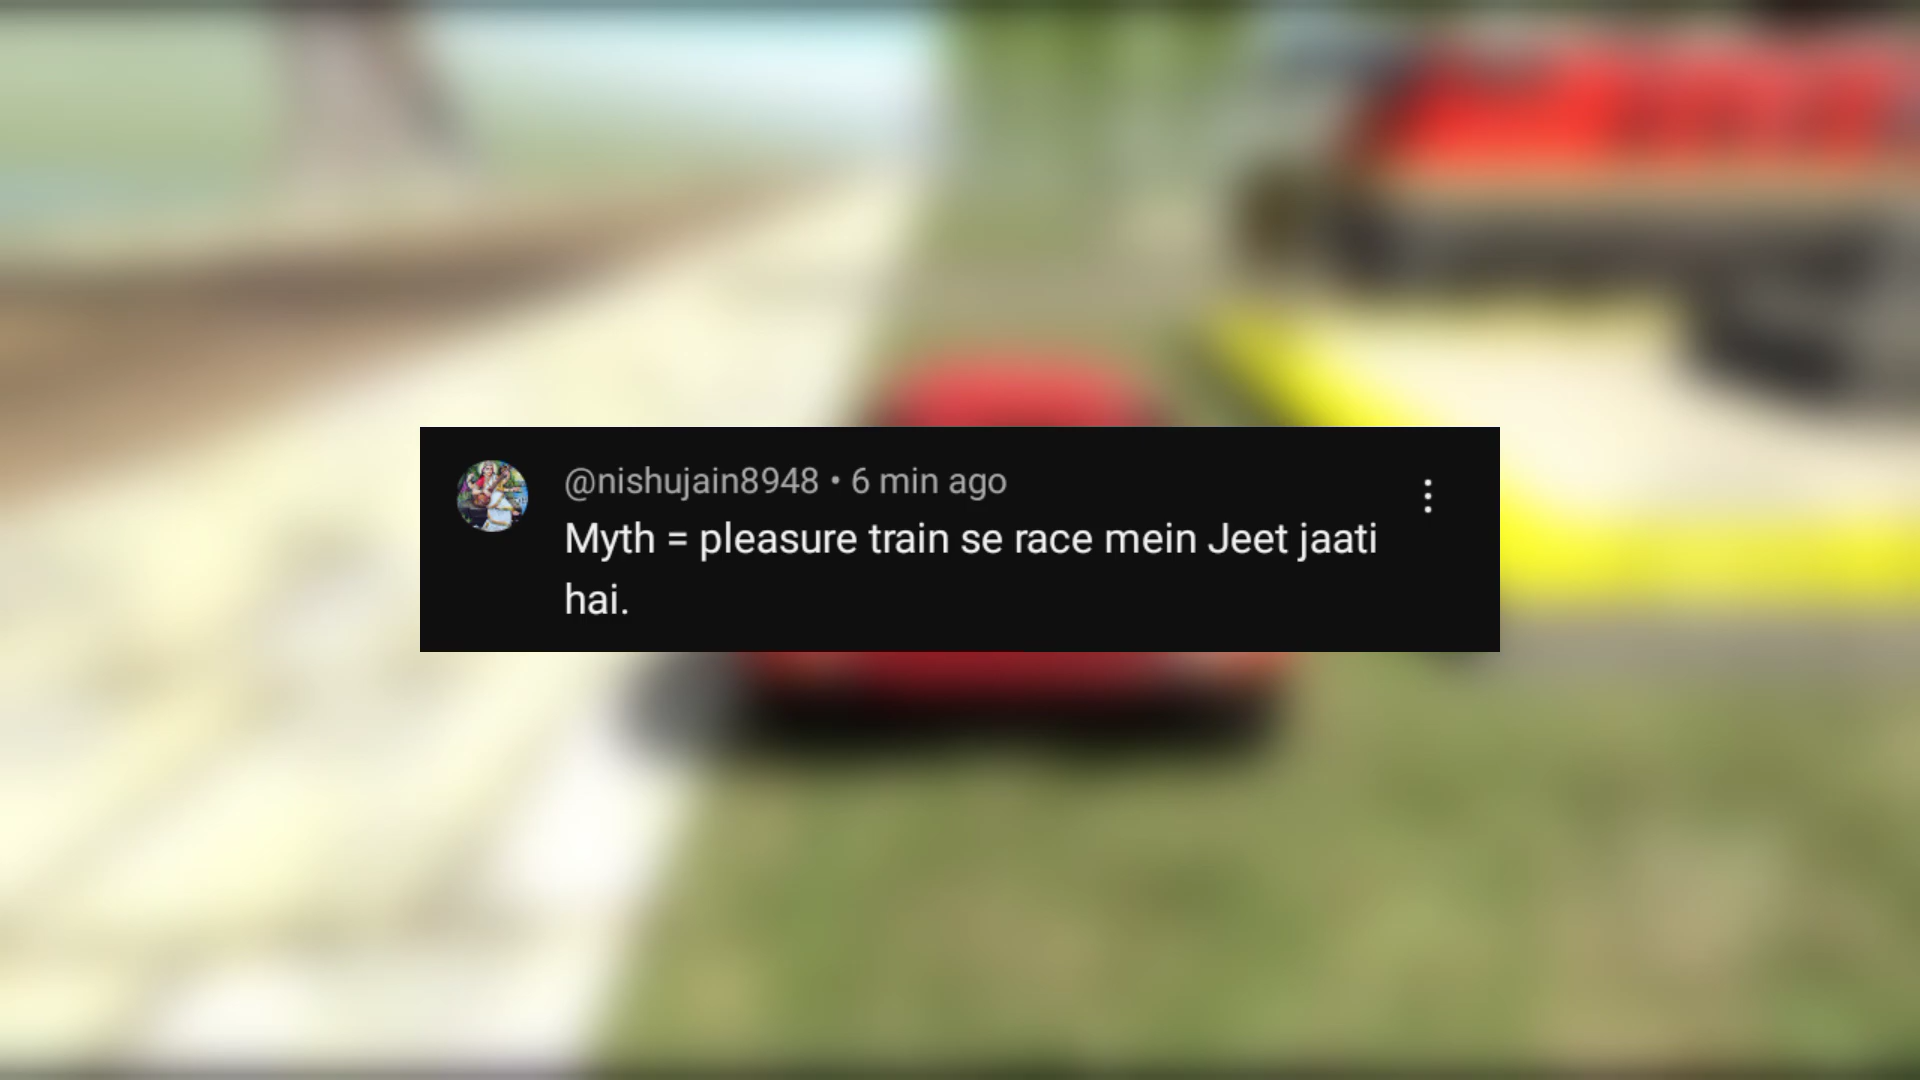 @nishujain8948 • 6 min ago
Myth = pleasure train se race mein Jeet jaati
hai.